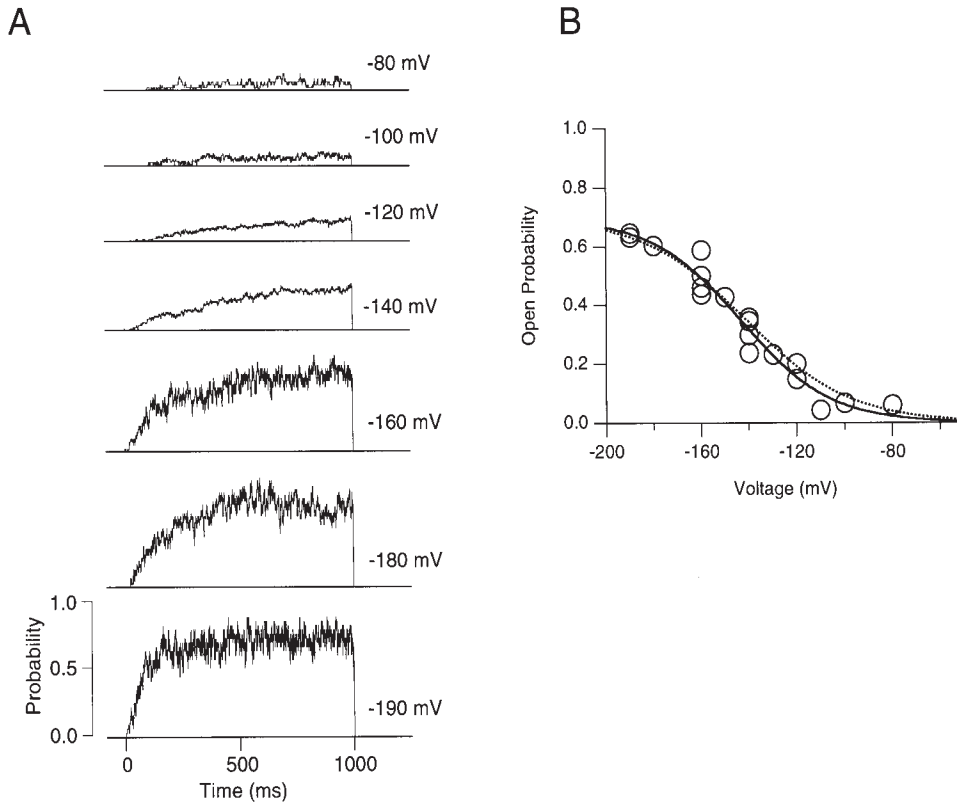 A
-80 mV
-100 mV
-120 mV
-140 mV
-160 mV
-180 mV
-190 mV
Probability
1.0
0.5
0.0
0
500
1000
Time (ms)
B
Open Probability
1.0
0.8
0.6
0.4
0.2
0.0
-200
-160
-120
-80
Voltage (mV)